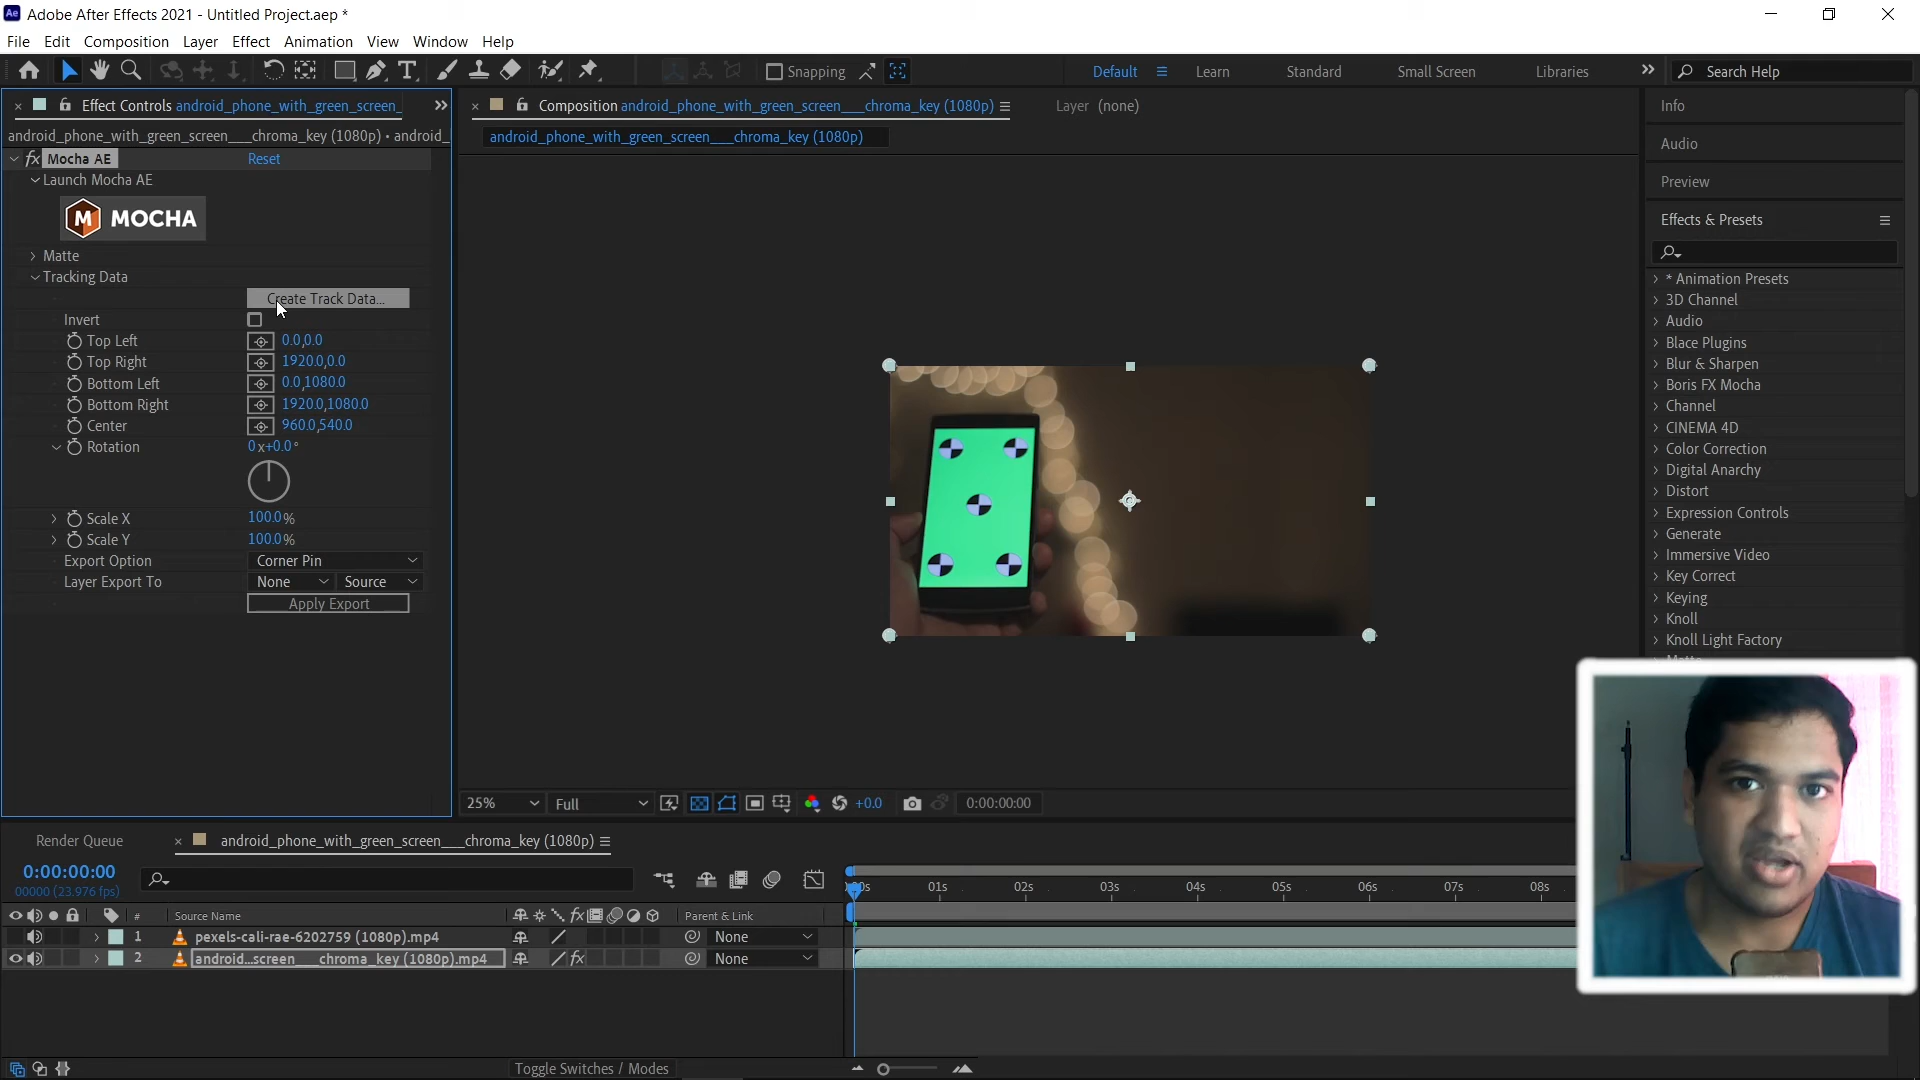 Ae Adobe After Effects 2021 - Untitled Project.aep *
File Edit Composition Layer Effect Animation View Window Help
Snapping Default Learn Standard Small Screen Libraries Search Help
Effect Controls android_phone_with_green_screen_
android_phone_with_green_screen___chroma_key (1080p) • android_
fx Mocha AE Reset
Launch Mocha AE
M MOCHA
Matte
Tracking Data
Create Track Data...
Invert
Top Left 0.0,0.0
Top Right 1920.0,0.0
Bottom Left 0.0,1080.0
Bottom Right 1920.0,1080.0
Center 960.0,540.0
Rotation 0 x+0.0°
Scale X 100.0%
Scale Y 100.0%
Export Option Corner Pin
Layer Export To None Source
Apply Export
Composition android_phone_with_green_screen___chroma_key (1080p) Layer (none)
android_phone_with_green_screen___chroma_key (1080p)
25% Full +0.0 0:00:00:00
Info
Audio
Preview
Effects & Presets
* Animation Presets
3D Channel
Audio
Blace Plugins
Blur & Sharpen
Boris FX Mocha
Channel
CINEMA 4D
Color Correction
Digital Anarchy
Distort
Expression Controls
Generate
Immersive Video
Key Correct
Keying
Knoll
Knoll Light Factory
Render Queue android_phone_with_green_screen___chroma_key (1080p)
0:00:00:00
00000 (23.976 fps)
01s 02s 03s 04s 05s 06s 07s 08s
# Source Name fx Parent & Link
1 pexels-cali-rae-6202759 (1080p).mp4 None
2 android...screen___chroma_key (1080p).mp4 fx None
Toggle Switches / Modes